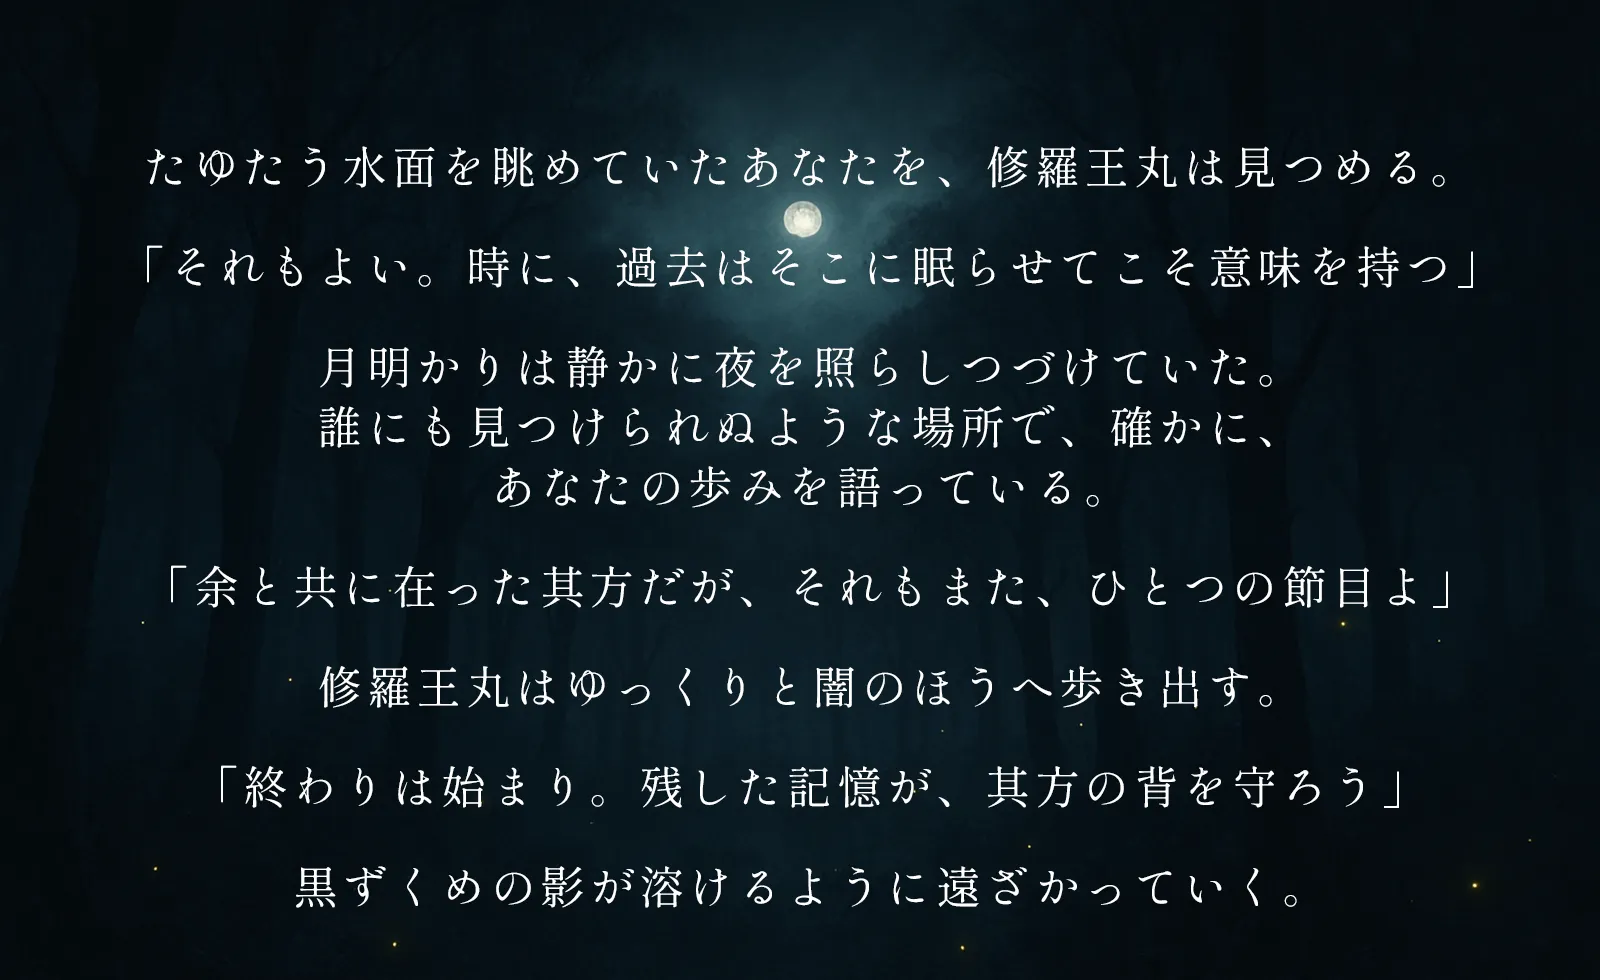 たゆたう水面を眺めていたあなたを、修羅王丸は見つめる。
「それもよい。時に、過去はそこに眠らせてこそ意味を持つ」
月明かりは静かに夜を照らしつづけていた。
誰にも見つけられぬような場所で、確かに、
あなたの歩みを語っている。
「余と共に在った其方だが、それもまた、ひとつの節目よ」
修羅王丸はゆっくりと闇のほうへ歩き出す。
「終わりは始まり。残した記憶が、其方の背を守ろう」
黒ずくめの影が溶けるように遠ざかっていく。